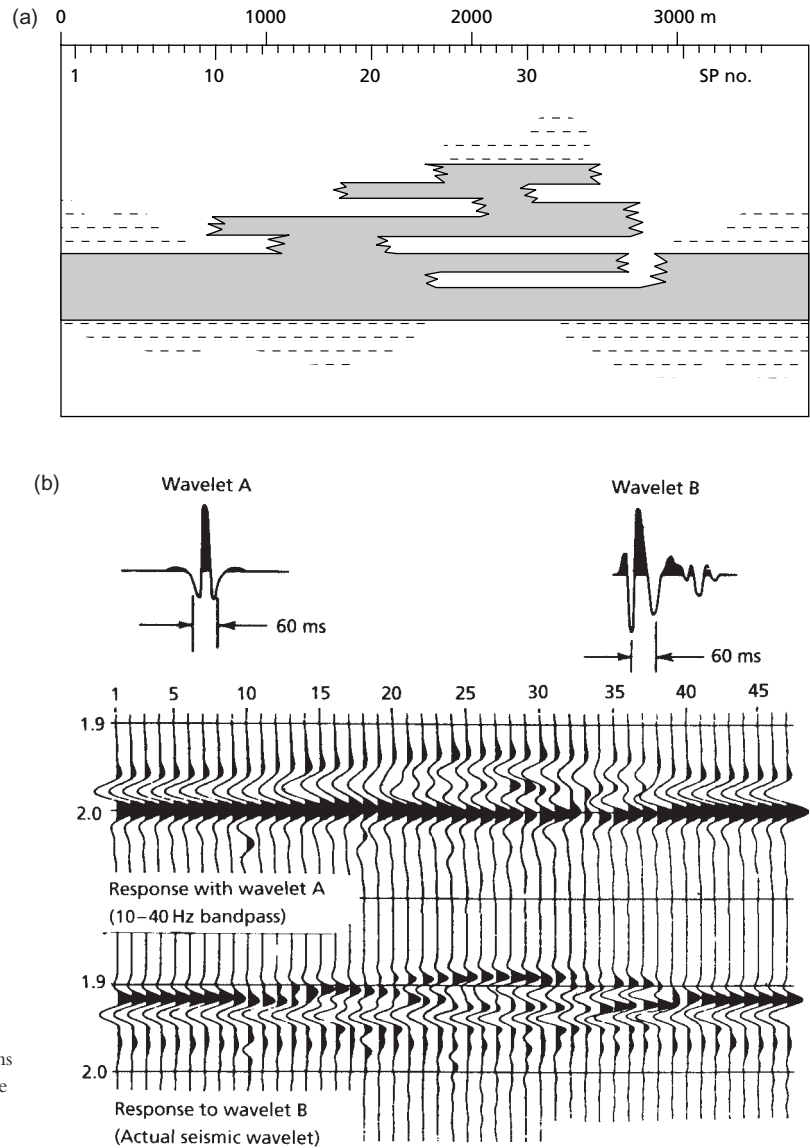 (a)
0 1000 2000 3000 m
1 10 20 30 SP no.
(b)
Wavelet A
Wavelet B
60 ms
60 ms
1 5 10 15 20 25 30 35 40 45
1.9
2.0
Response with wavelet A
(10–40 Hz bandpass)
1.9
2.0
Response to wavelet B
(Actual seismic wavelet)